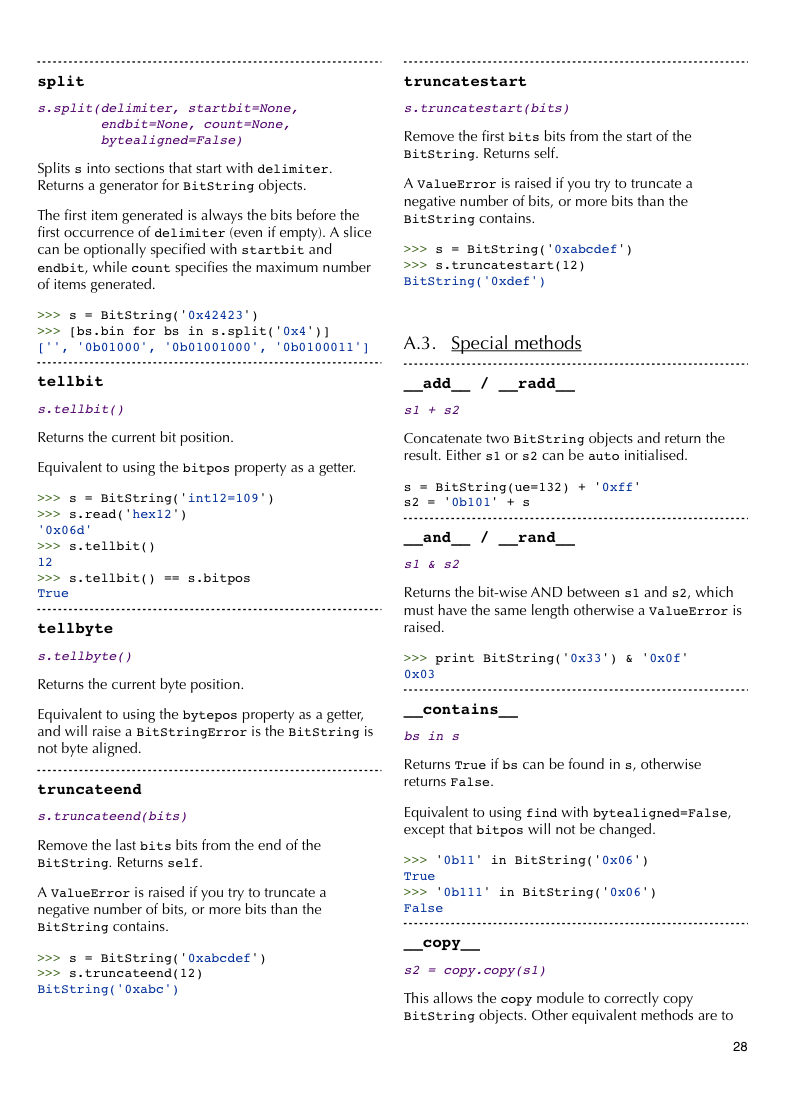 split
s.split(delimiter, startbit=None,
endbit=None, count=None,
bytealigned=False)
Splits s into sections that start with delimiter.
Returns a generator for BitString objects.
The first item generated is always the bits before the
first occurrence of delimiter (even if empty). A slice
can be optionally specified with startbit and
endbit, while count specifies the maximum number
of items generated.
>>> s = BitString('0x42423')
>>> [bs.bin for bs in s.split('0x4')]
['', '0b01000', '0b01001000', '0b0100011']
tellbit
s.tellbit()
Returns the current bit position.
Equivalent to using the bitpos property as a getter.
>>> s = BitString('int12=109')
>>> s.read('hex12')
'0x06d'
>>> s.tellbit()
12
>>> s.tellbit() == s.bitpos
True
tellbyte
s.tellbyte()
Returns the current byte position.
Equivalent to using the bytepos property as a getter,
and will raise a BitStringError is the BitString is
not byte aligned.
truncateend
s.truncateend(bits)
Remove the last bits bits from the end of the
BitString. Returns self.
A ValueError is raised if you try to truncate a
negative number of bits, or more bits than the
BitString contains.
>>> s = BitString('0xabcdef')
>>> s.truncateend(12)
BitString('0xabc')
truncatestart
s.truncatestart(bits)
Remove the first bits bits from the start of the
BitString. Returns self.
A ValueError is raised if you try to truncate a
negative number of bits, or more bits than the
BitString contains.
>>> s = BitString('0xabcdef')
>>> s.truncatestart(12)
BitString('0xdef')
A.3. Special methods
__add__ / __radd__
s1 + s2
Concatenate two BitString objects and return the
result. Either s1 or s2 can be auto initialised.
s = BitString(ue=132) + '0xff'
s2 = '0b101' + s
__and__ / __rand__
s1 & s2
Returns the bit-wise AND between s1 and s2, which
must have the same length otherwise a ValueError is
raised.
>>> print BitString('0x33') & '0x0f'
0x03
__contains__
bs in s
Returns True if bs can be found in s, otherwise
returns False.
Equivalent to using find with bytealigned=False,
except that bitpos will not be changed.
>>> '0b11' in BitString('0x06')
True
>>> '0b111' in BitString('0x06')
False
__copy__
s2 = copy.copy(s1)
This allows the copy module to correctly copy
BitString objects. Other equivalent methods are to
28